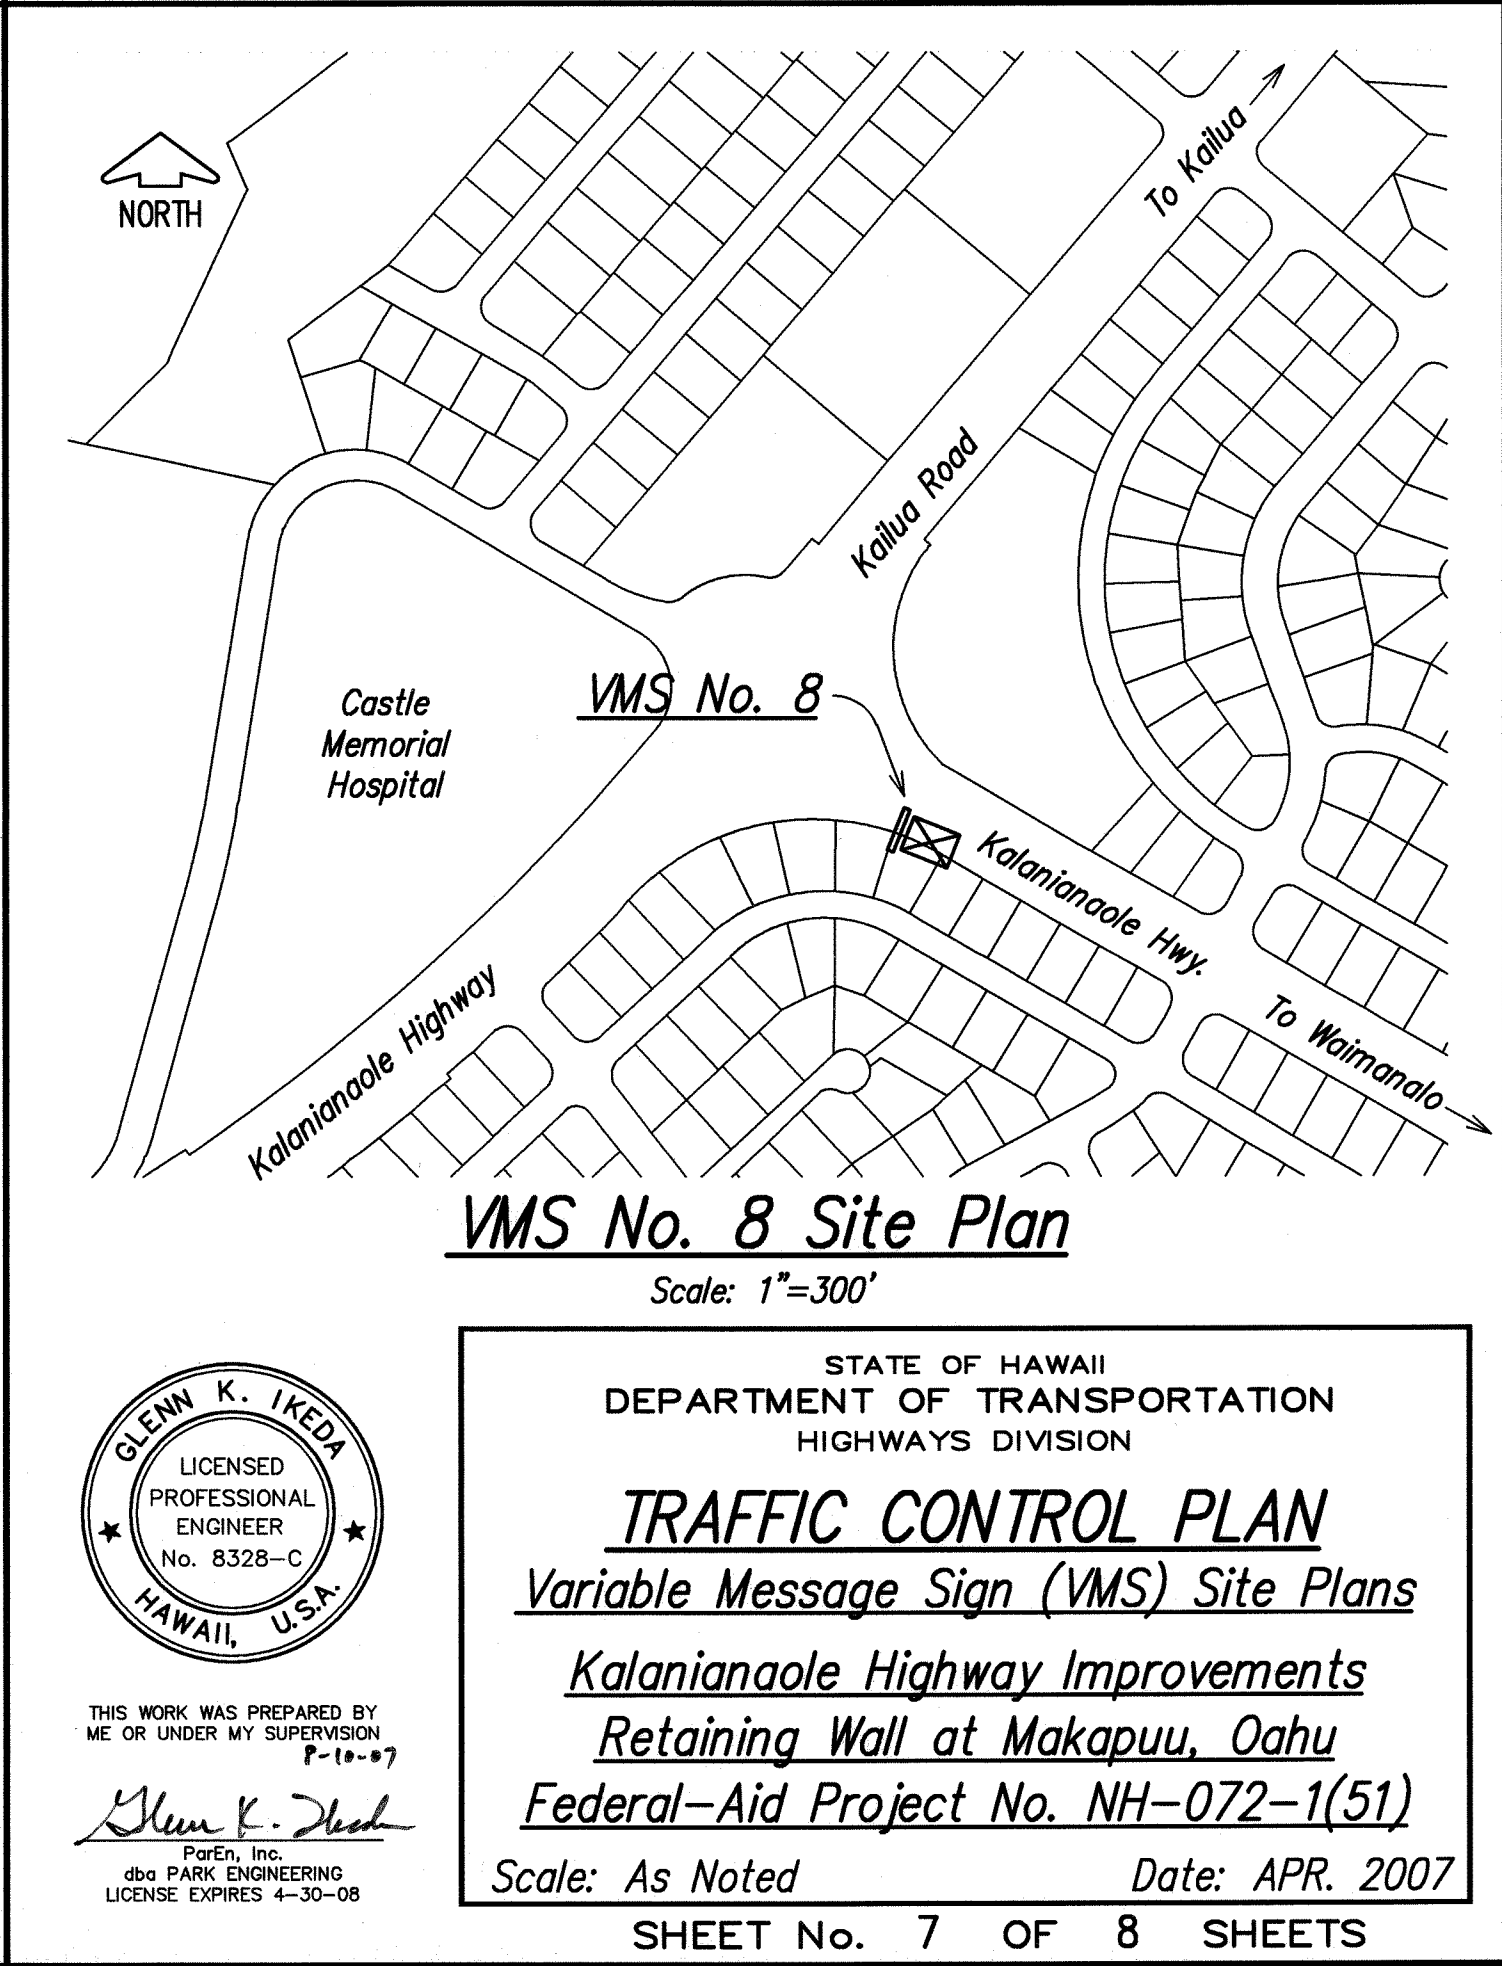 NORTH
To Kailua
Kailua Road
VMS No. 8
Castle
Memorial
Hospital
Kalanianaole Hwy.
Kalanianaole Highway
To Waimanalo
VMS No. 8 Site Plan
Scale: 1"=300'
GLENN K. IKEDA
LICENSED
PROFESSIONAL
ENGINEER
No. 8328-C
HAWAII, U.S.A.
THIS WORK WAS PREPARED BY
ME OR UNDER MY SUPERVISION
8-10-07
Glenn K. Ikeda
ParEn, Inc.
dba PARK ENGINEERING
LICENSE EXPIRES 4-30-08
STATE OF HAWAII
DEPARTMENT OF TRANSPORTATION
HIGHWAYS DIVISION
TRAFFIC CONTROL PLAN
Variable Message Sign (VMS) Site Plans
Kalanianaole Highway Improvements
Retaining Wall at Makapuu, Oahu
Federal-Aid Project No. NH-072-1(51)
Scale: As Noted
Date: APR. 2007
SHEET No. 7 OF 8 SHEETS